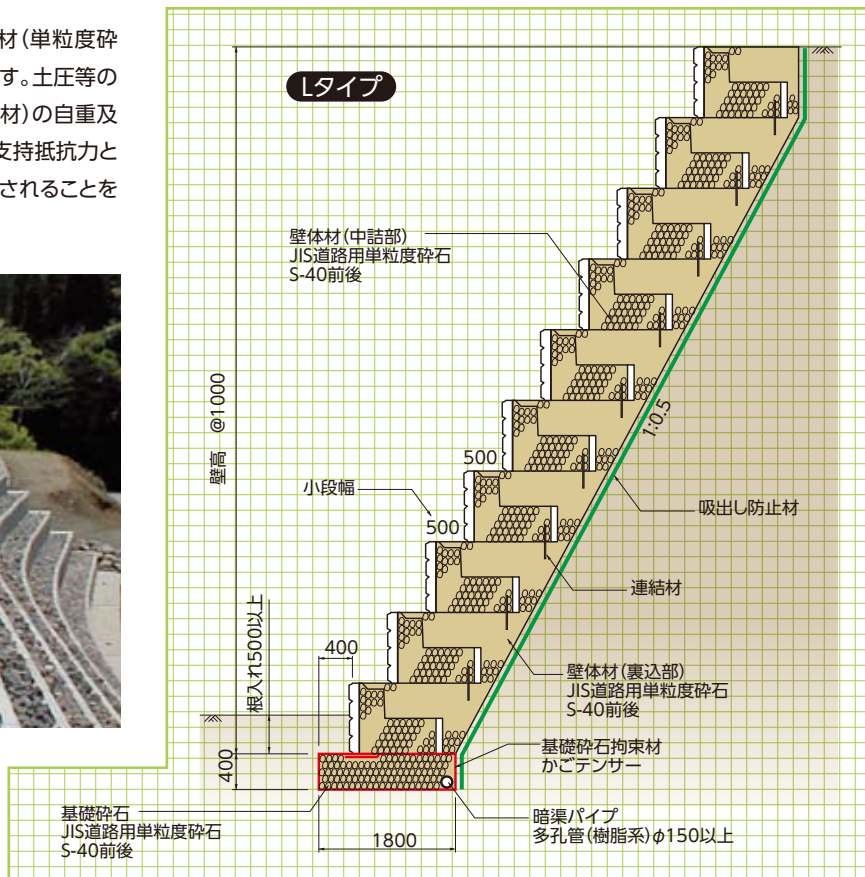 材(単粒度砕
す。土圧等の
材)の自重及
支持抵抗力と
されることを
Lタイプ
壁体材(中詰部)
JIS道路用単粒度砕石
S-40前後
壁高 @1000
500
小段幅
500
1:0.5
吸出し防止材
連結材
根入れ500以上
400
壁体材(裏込部)
JIS道路用単粒度砕石
S-40前後
400
基礎砕石拘束材
かごテンサー
基礎砕石
JIS道路用単粒度砕石
S-40前後
1800
暗渠パイプ
多孔管(樹脂系)φ150以上